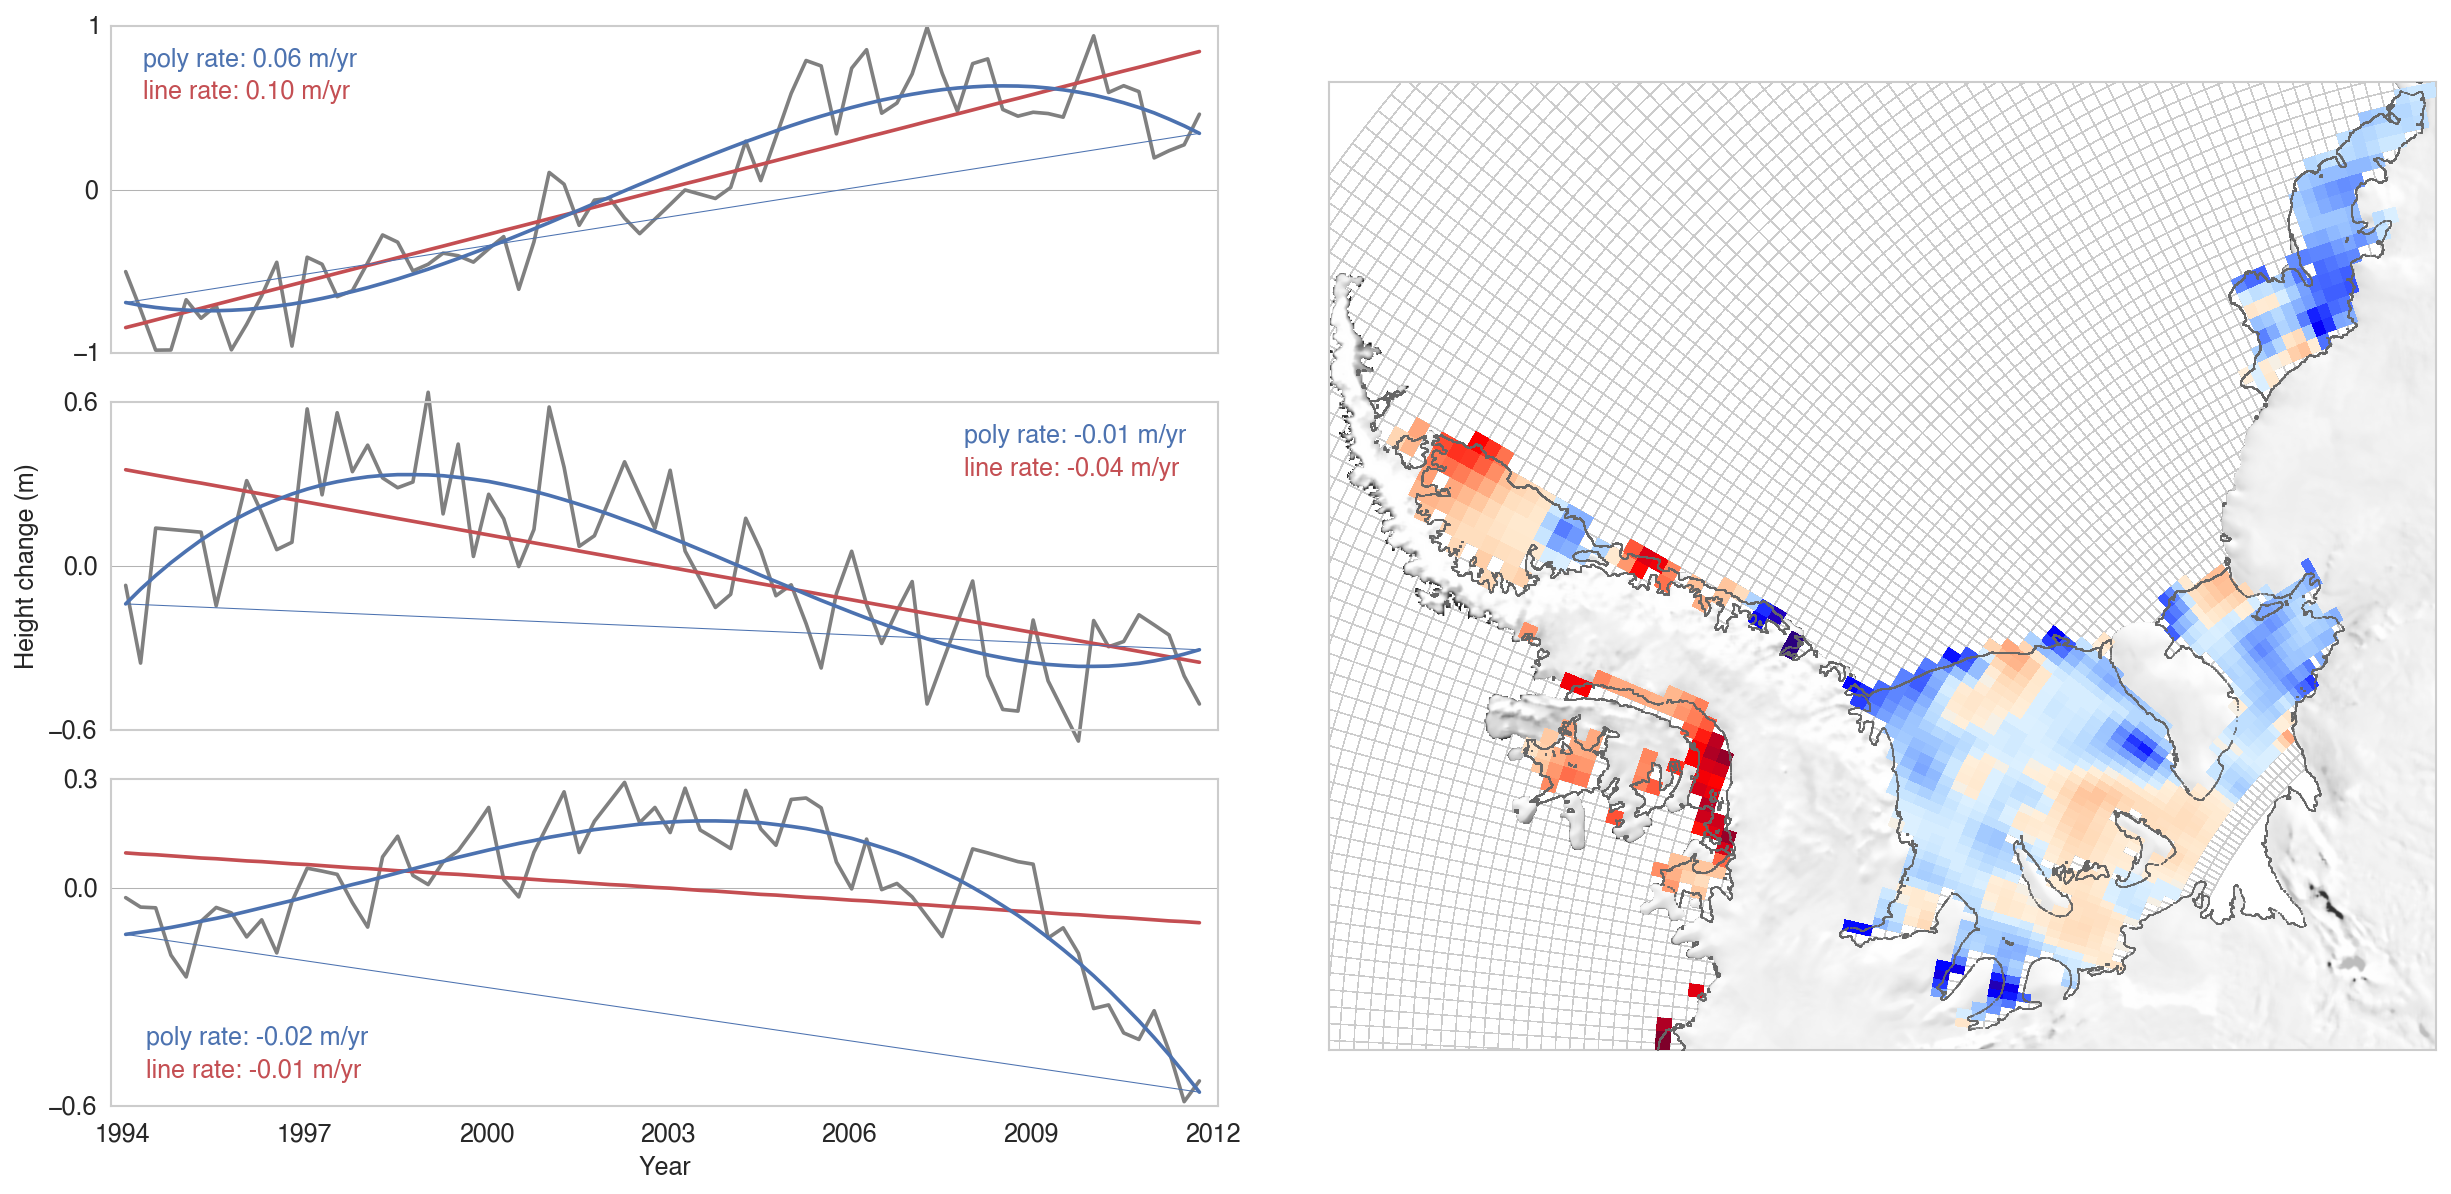 1
poly rate: 0.06 m/yr
line rate: 0.10 m/yr
0
−1
0.6
poly rate: -0.01 m/yr
line rate: -0.04 m/yr
Height change (m)
0.0
−0.6
0.3
0.0
poly rate: -0.02 m/yr
line rate: -0.01 m/yr
−0.6
1994 1997 2000 2003 2006 2009 2012
Year